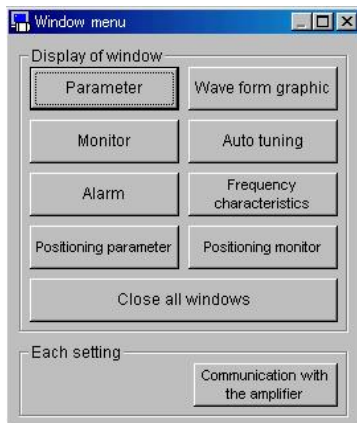 Window menu
Display of window
Parameter
Wave form graphic
Monitor
Auto tuning
Alarm
Frequency
characteristics
Positioning parameter
Positioning monitor
Close all windows
Each setting
Communication with
the amplifier